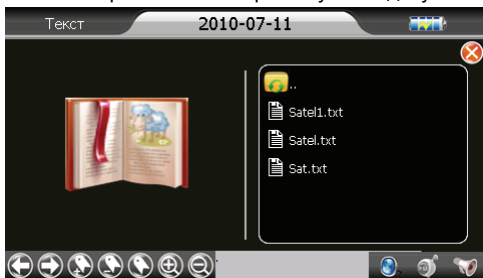 Текст 2010-07-11
..
Satel1.txt
Satel.txt
Sat.txt